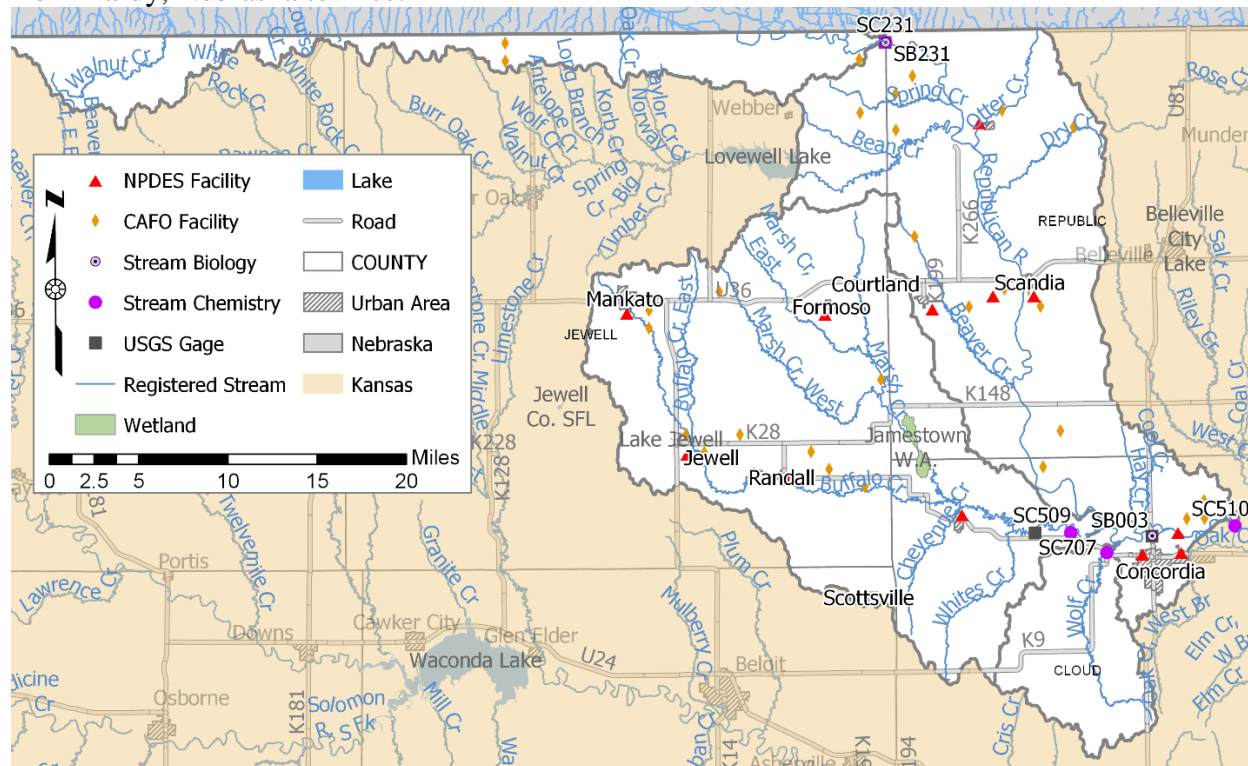 SC231
SB231
Walnut Cr
White
White Rock Cr
Rock Cr
Oak Cr
Beaver
Burr Oak Cr
Antelope Cr
Wolf Cr
Walnut
Long Branch
Korb Cr
Norway
Taylor Cr
Webber
Lovewell Lake
Spring Cr
Otter Cr
Dry Cr
Bean Cr
Rose Cr
U81
Spring Cr
Big
Timber Cr
Republican R
K266
REPUBLIC
Belleville
Belleville City Lake
Salt Cr
Riley Cr
NPDES Facility
CAFO Facility
Stream Biology
Stream Chemistry
USGS Gage
Registered Stream
Wetland
Lake
Road
COUNTY
Urban Area
Nebraska
Kansas
Z
0 2.5 5 10 15 20 Miles
Limestone Cr
Mankato
JEWELL
U36
Buffalo Cr, East
Marsh Cr, East
Marsh Cr, West
Formoso
Courtland
K199
Scandia
Beaver Cr
Marsh Cr
K148
Jewell Co. SFL
Lake Jewell
K28
Jewell
Jamestown W.A.
Randall
Buffalo Cr
K228
K128
Coal Cr
West Cr
Hay Cr
SC509
SB003
SC510
SC707
Oak Cr
Concordia
Cheyenne Cr
Whites Cr
Wolf Cr
Scottsville
K9
CLOUD
West Br
Elm Cr, W B
Elm Cr
Twelvemile Cr
Granite Cr
Portis
Lawrence Cr
Downs
Cawker City
Glen Elder
Waconda Lake
U24
Plum Cr
Mulberry Cr
Beloit
Osborne
K181
Solomon R, S Fk
Mill Cr
K14
Asherville
Cris Cr